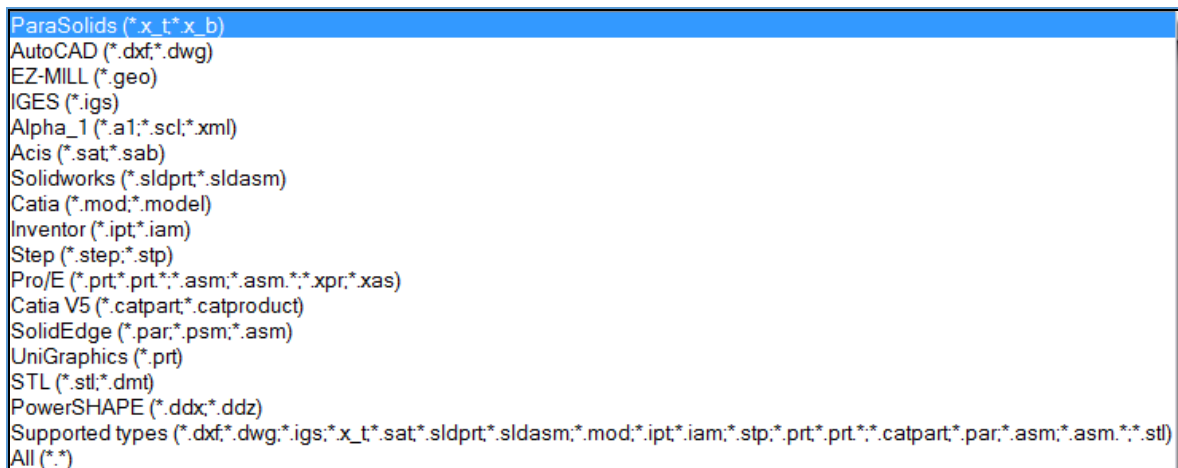 ParaSolids (*.x_t;*.x_b)
AutoCAD (*.dxf;*.dwg)
EZ-MILL (*.geo)
IGES (*.igs)
Alpha_1 (*.a1;*.scl;*.xml)
Acis (*.sat;*.sab)
Solidworks (*.sldprt;*.sldasm)
Catia (*.mod;*.model)
Inventor (*.ipt;*.iam)
Step (*.step;*.stp)
Pro/E (*.prt;*.prt.*;*.asm;*.asm.*;*.xpr;*.xas)
Catia V5 (*.catpart;*.catproduct)
SolidEdge (*.par;*.psm;*.asm)
UniGraphics (*.prt)
STL (*.stl;*.dmt)
PowerSHAPE (*.ddx;*.ddz)
Supported types (*.dxf;*.dwg;*.igs;*.x_t;*.sat;*.sldprt;*.sldasm;*.mod;*.ipt;*.iam;*.stp;*.prt;*.prt.*;*.catpart;*.par;*.asm;*.asm.*;*.stl)
All (*.*)